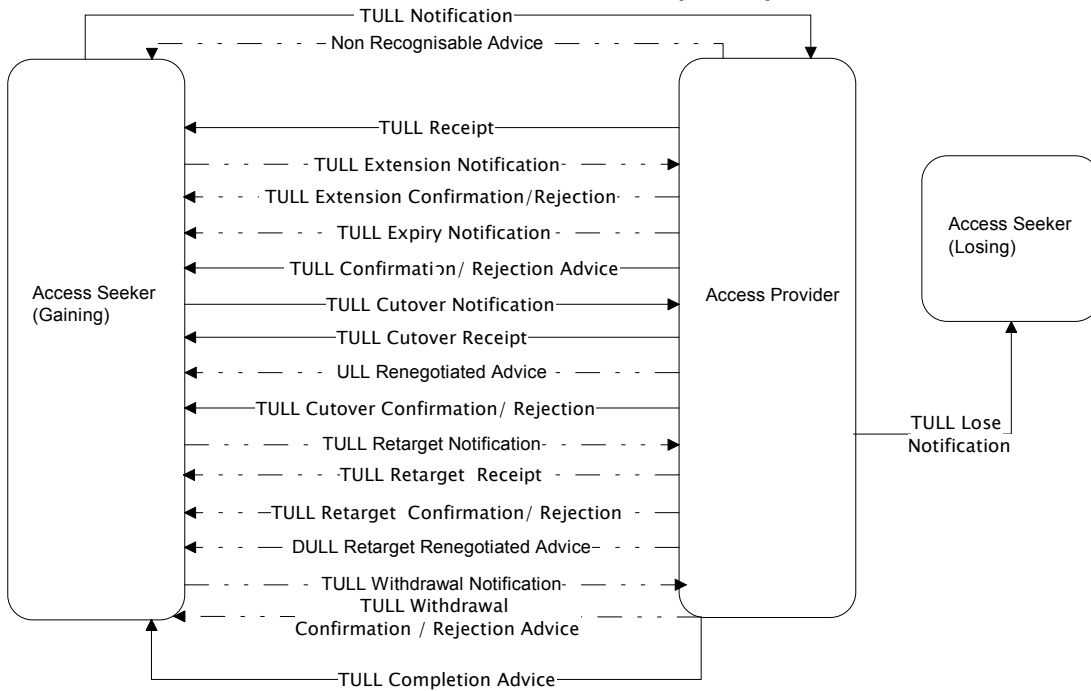 TULL Notification
Non Recognisable Advice
TULL Receipt
TULL Extension Notification
TULL Extension Confirmation/Rejection
TULL Expiry Notification
TULL Confirmation/ Rejection Advice
TULL Cutover Notification
TULL Cutover Receipt
ULL Renegotiated Advice
TULL Cutover Confirmation/ Rejection
TULL Retarget Notification
TULL Retarget Receipt
TULL Retarget Confirmation/ Rejection
DULL Retarget Renegotiated Advice
TULL Withdrawal Notification
TULL Withdrawal
Confirmation / Rejection Advice
TULL Completion Advice
Access Seeker
(Gaining)
Access Provider
Access Seeker
(Losing)
TULL Lose
Notification